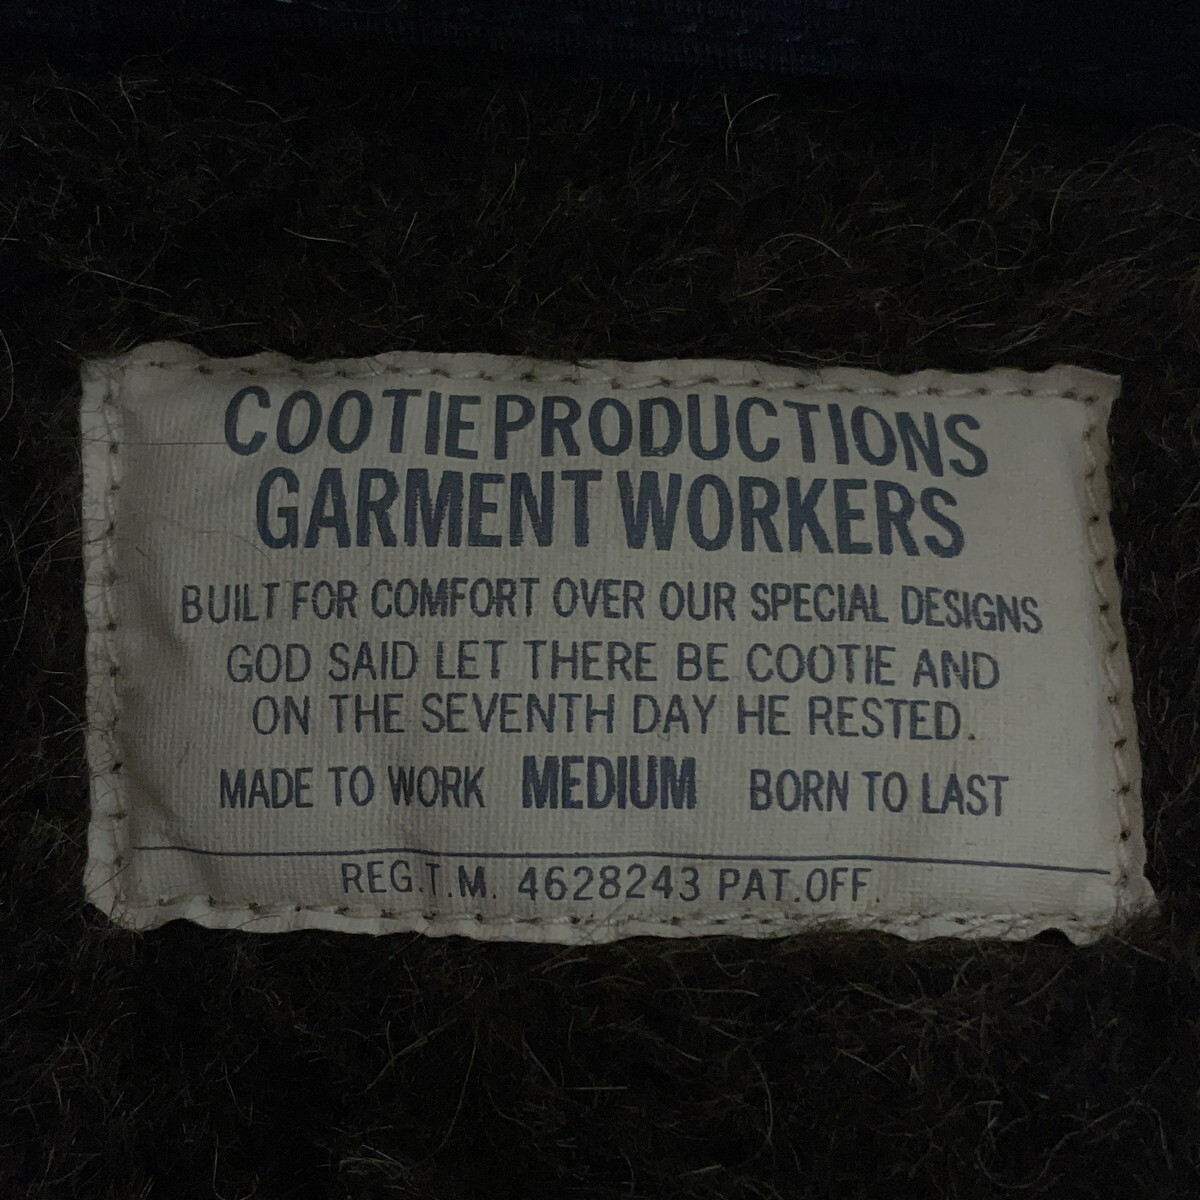 COOTIE PRODUCTIONS
GARMENT WORKERS
BUILT FOR COMFORT OVER OUR SPECIAL DESIGNS
GOD SAID LET THERE BE COOTIE AND
ON THE SEVENTH DAY HE RESTED.
MADE TO WORK MEDIUM BORN TO LAST
REG.T.M. 4628243 PAT.OFF.